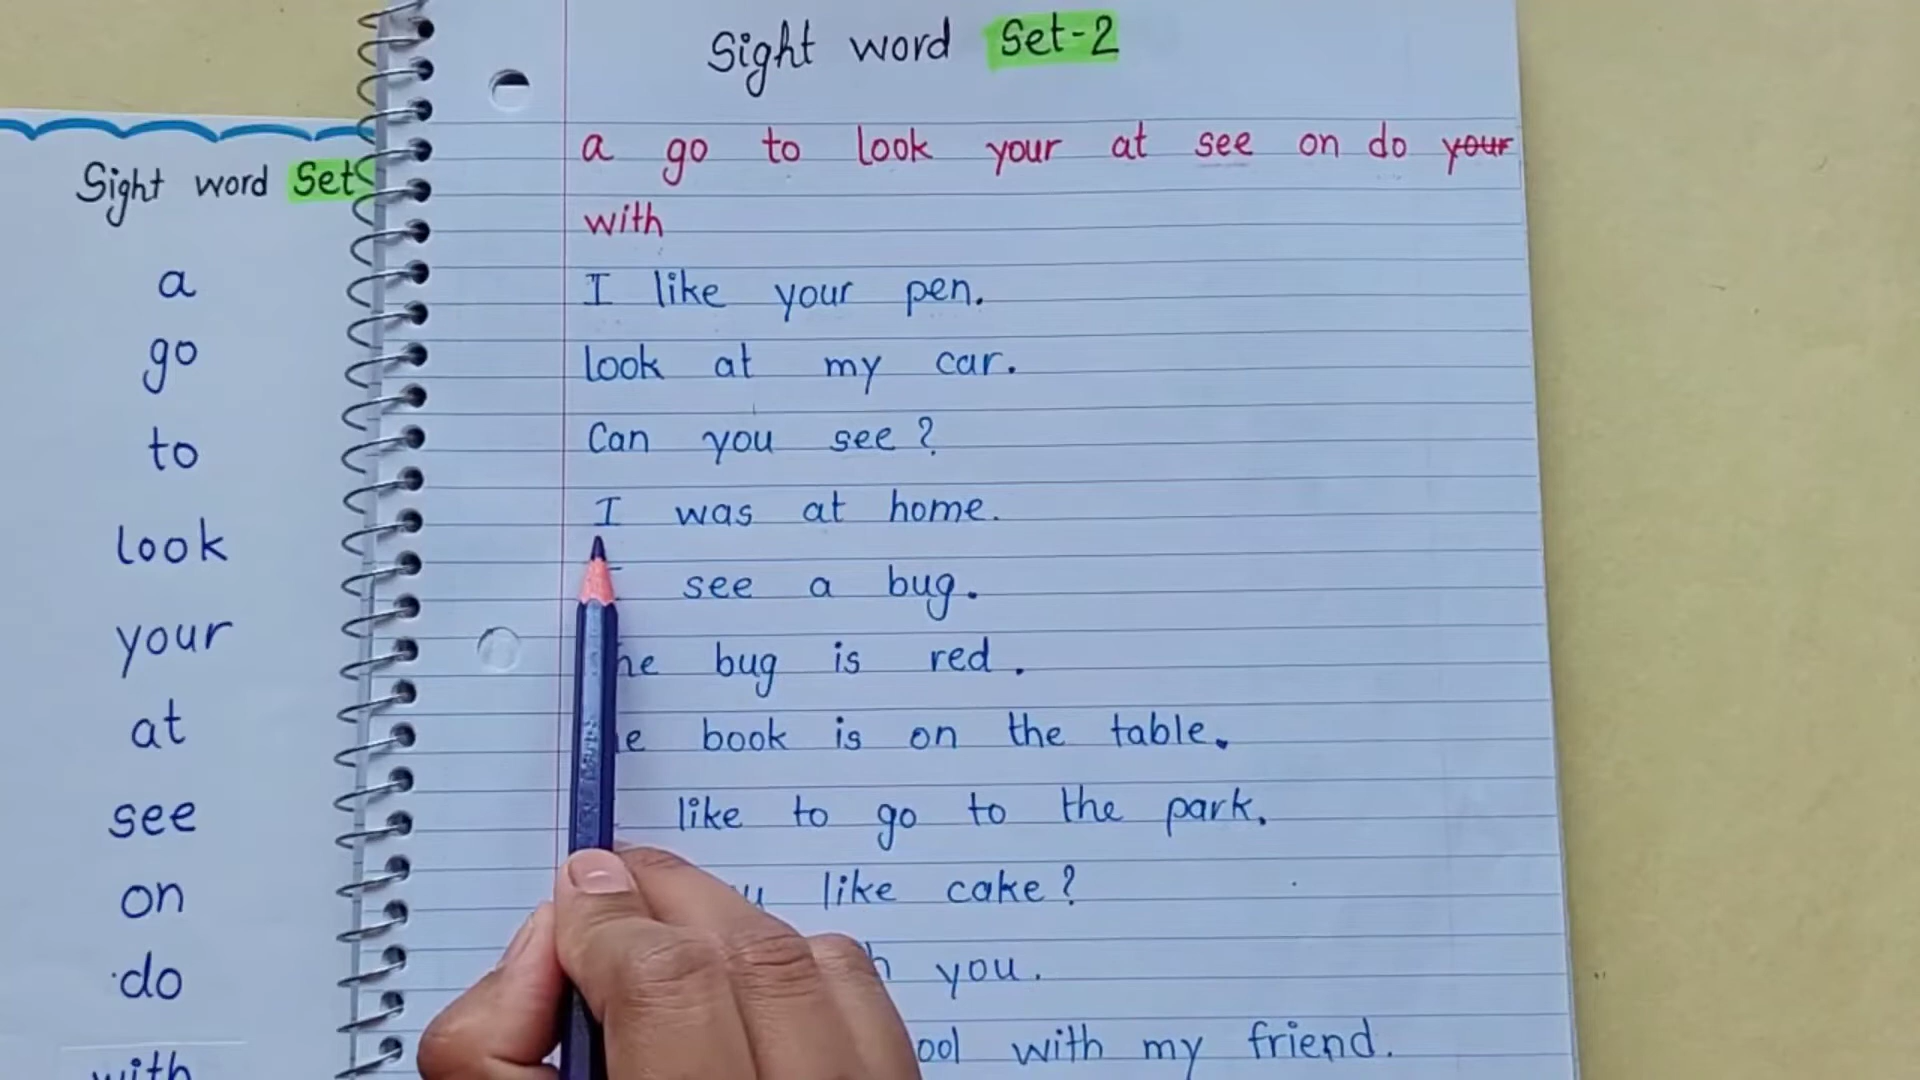 Sight word Set
a
go
to
look
your
at
see
on
do
with
Sight word Set-2
a go to look your at see on do your
with
I like your pen.
look at my car.
Can you see?
I was at home.
see a bug.
bug is red.
book is on the table.
like to go to the park.
like cake?
you.
with my friend.